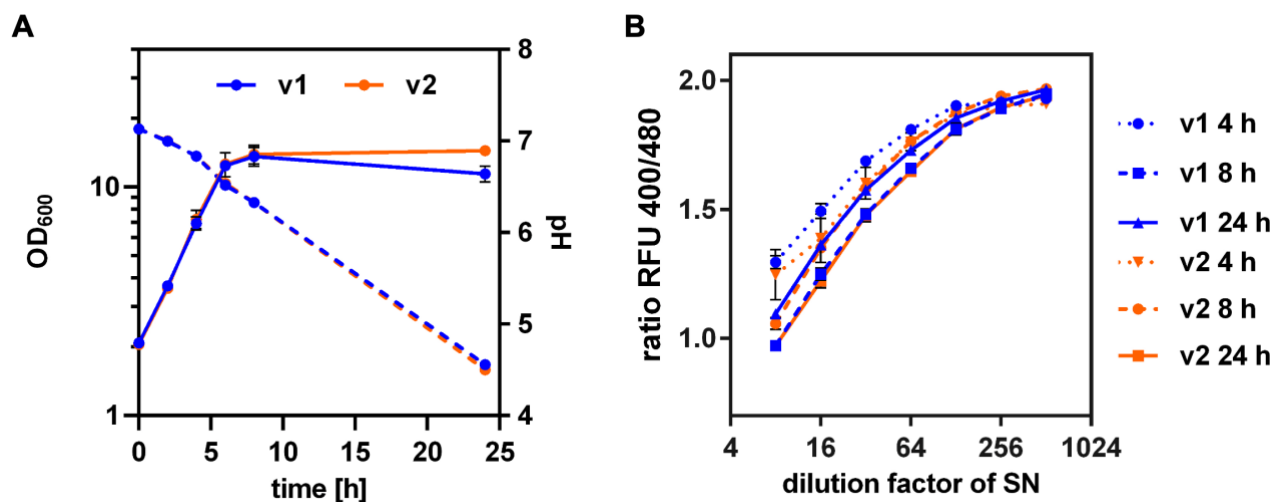 A
v1 v2
OD600
10
1
8
7
6
5
4
pH
0 5 10 15 20 25
time [h]
B
ratio RFU 400/480
2.0
1.5
1.0
4 16 64 256 1024
dilution factor of SN
v1 4 h
v1 8 h
v1 24 h
v2 4 h
v2 8 h
v2 24 h